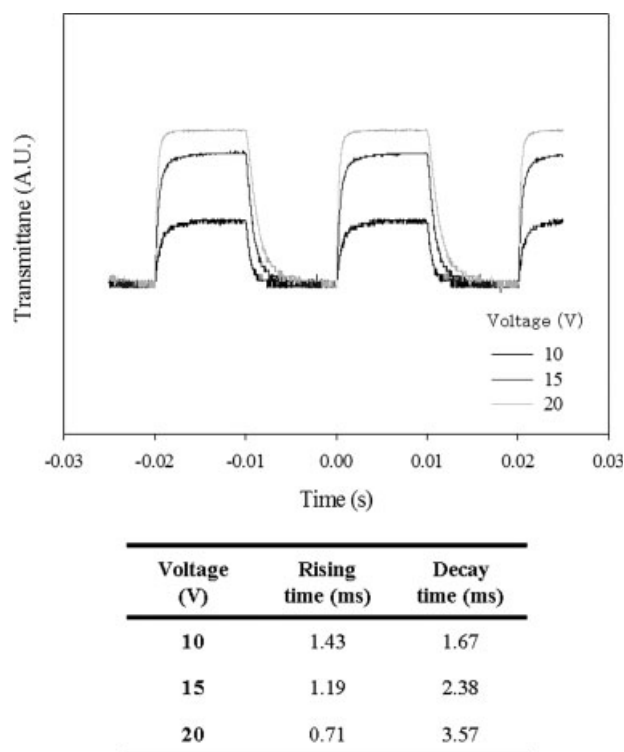 Transmittane (A.U.)
Voltage (V)
10
15
20
-0.03 -0.02 -0.01 0.00 0.01 0.02 0.03
Time (s)
Voltage Rising Decay
(V) time (ms) time (ms)
10 1.43 1.67
15 1.19 2.38
20 0.71 3.57